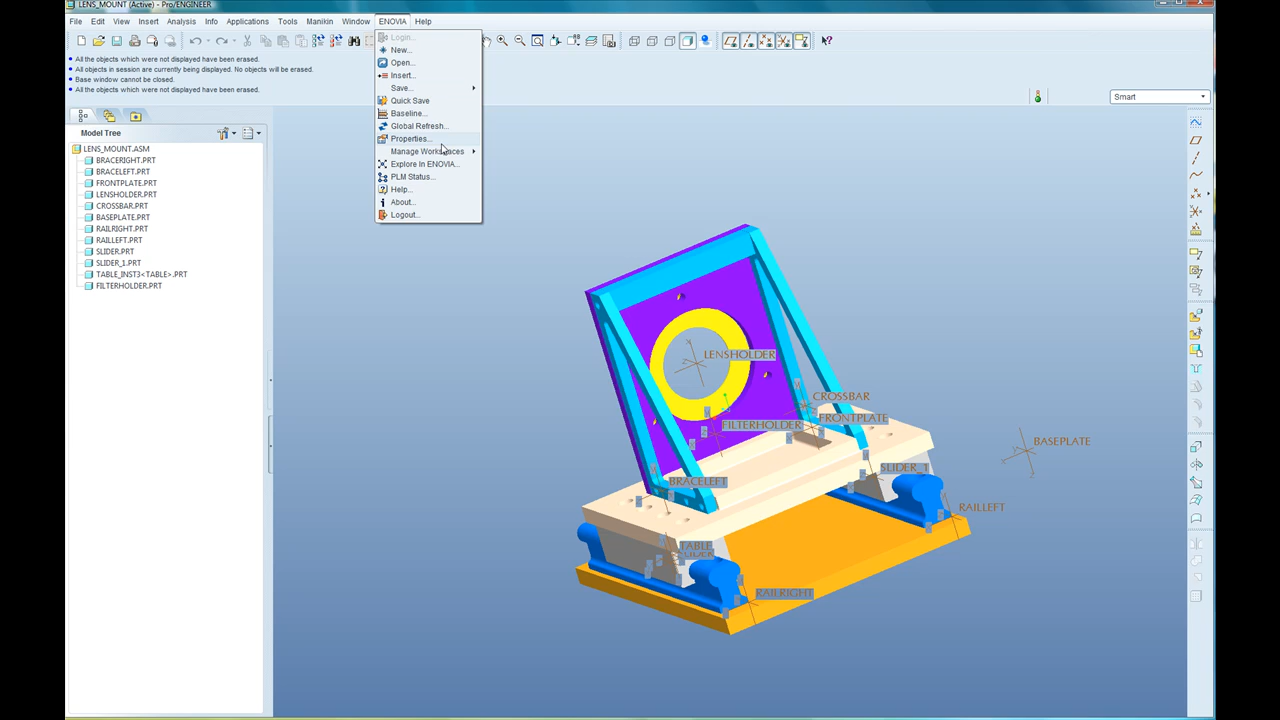 LENS_MOUNT (Active) - Pro/ENGINEER
File Edit View Insert Analysis Info Applications Tools Manikin Window ENOVIA Help
All the objects which were not displayed have been erased.
All objects in session are currently being displayed. No objects will be erased.
Base window cannot be closed.
All the objects which were not displayed have been erased.
Smart
Login...
New...
Open...
Insert...
Save...
Quick Save
Baseline...
Global Refresh...
Properties...
Manage Workspaces
Explore In ENOVIA...
PLM Status...
Help...
About...
Logout...
Model Tree
LENS_MOUNT.ASM
BRACERIGHT.PRT
BRACELEFT.PRT
FRONTPLATE.PRT
LENSHOLDER.PRT
CROSSBAR.PRT
BASEPLATE.PRT
RAILRIGHT.PRT
RAILLEFT.PRT
SLIDER.PRT
SLIDER_1.PRT
TABLE_INST3<TABLE>.PRT
FILTERHOLDER.PRT
LENSHOLDER
CROSSBAR
FRONTPLATE
FILTERHOLDER
BASEPLATE
SLIDER_1
BRACELEFT
RAILLEFT
TABLE
RAILRIGHT